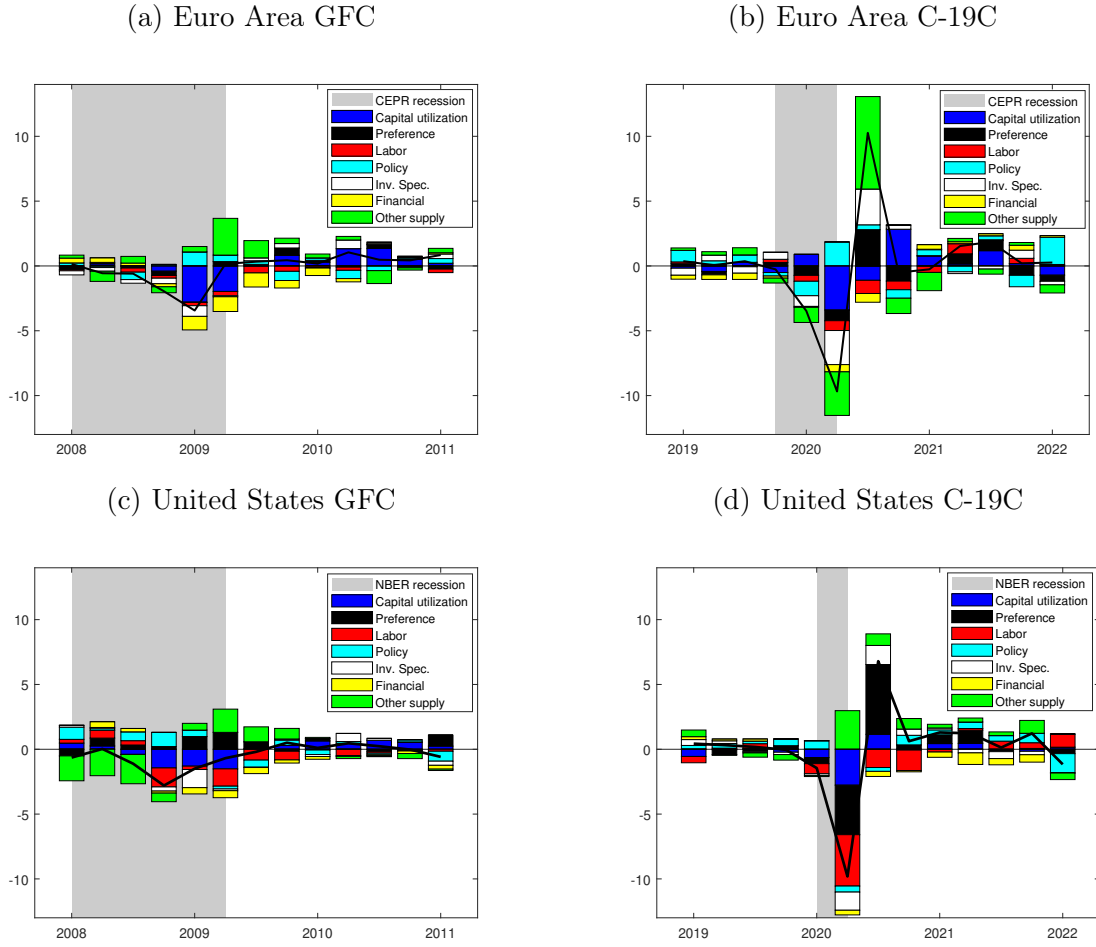 (a) Euro Area GFC
CEPR recession
Capital utilization
Preference
Labor
Policy
Inv. Spec.
Financial
Other supply
10
5
0
-5
-10
2008
2009
2010
2011
(b) Euro Area C-19C
CEPR recession
Capital utilization
Preference
Labor
Policy
Inv. Spec.
Financial
Other supply
10
5
0
-5
-10
2019
2020
2021
2022
(c) United States GFC
NBER recession
Capital utilization
Preference
Labor
Policy
Inv. Spec.
Financial
Other supply
10
5
0
-5
-10
2008
2009
2010
2011
(d) United States C-19C
NBER recession
Capital utilization
Preference
Labor
Policy
Inv. Spec.
Financial
Other supply
10
5
0
-5
-10
2019
2020
2021
2022